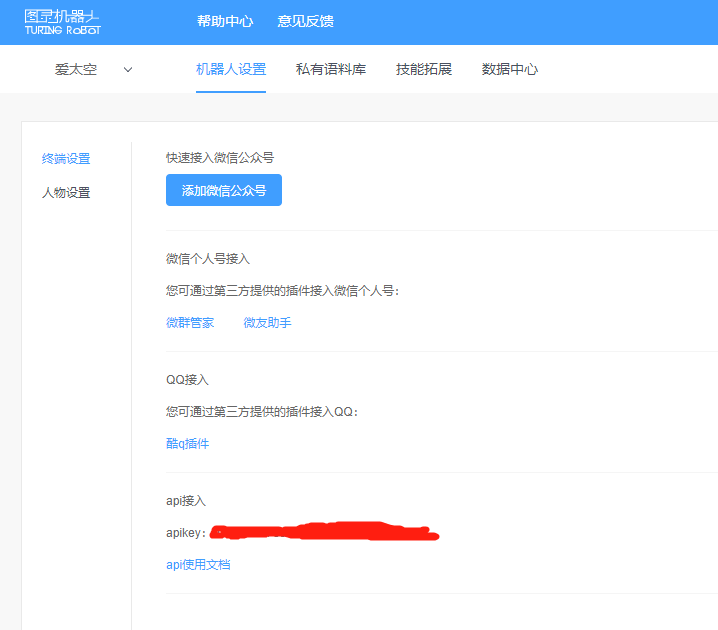 图灵机器人
TURING ROBOT
帮助中心 意见反馈
爱太空 机器人设置 私有语料库 技能拓展 数据中心
终端设置
人物设置
快速接入微信公众号
添加微信公众号
微信个人号接入
您可通过第三方提供的插件接入微信个人号：
微群管家 微友助手
QQ接入
您可通过第三方提供的插件接入QQ：
酷q插件
api接入
apikey：
api使用文档